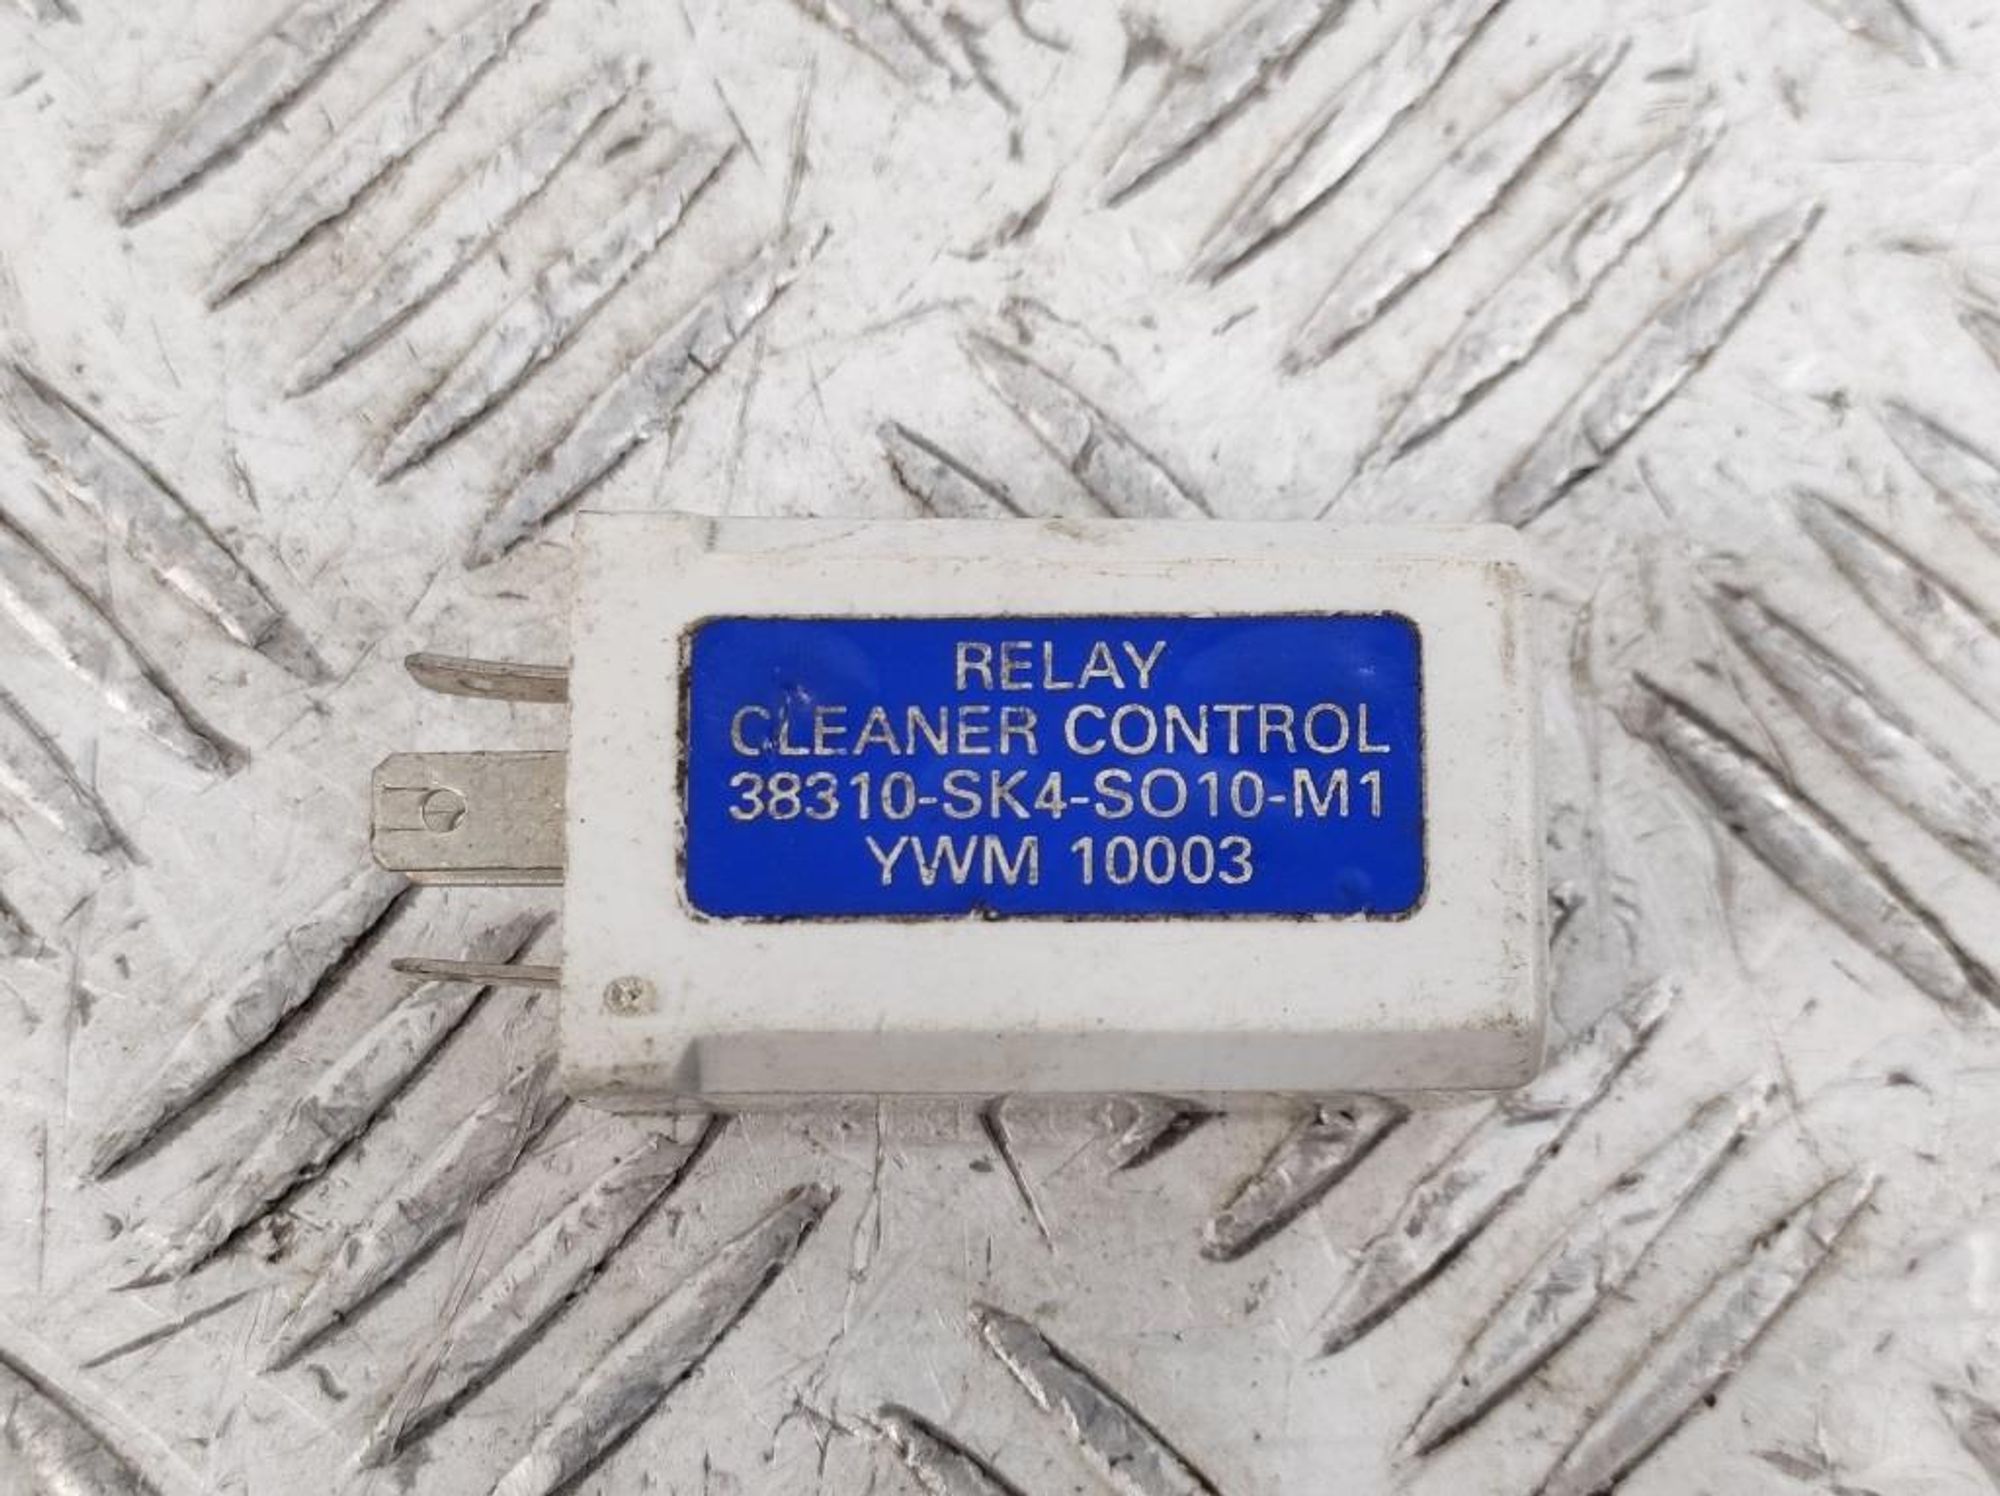 RELAY
CLEANER CONTROL
38310-SK4-SO10-M1
YWM 10003